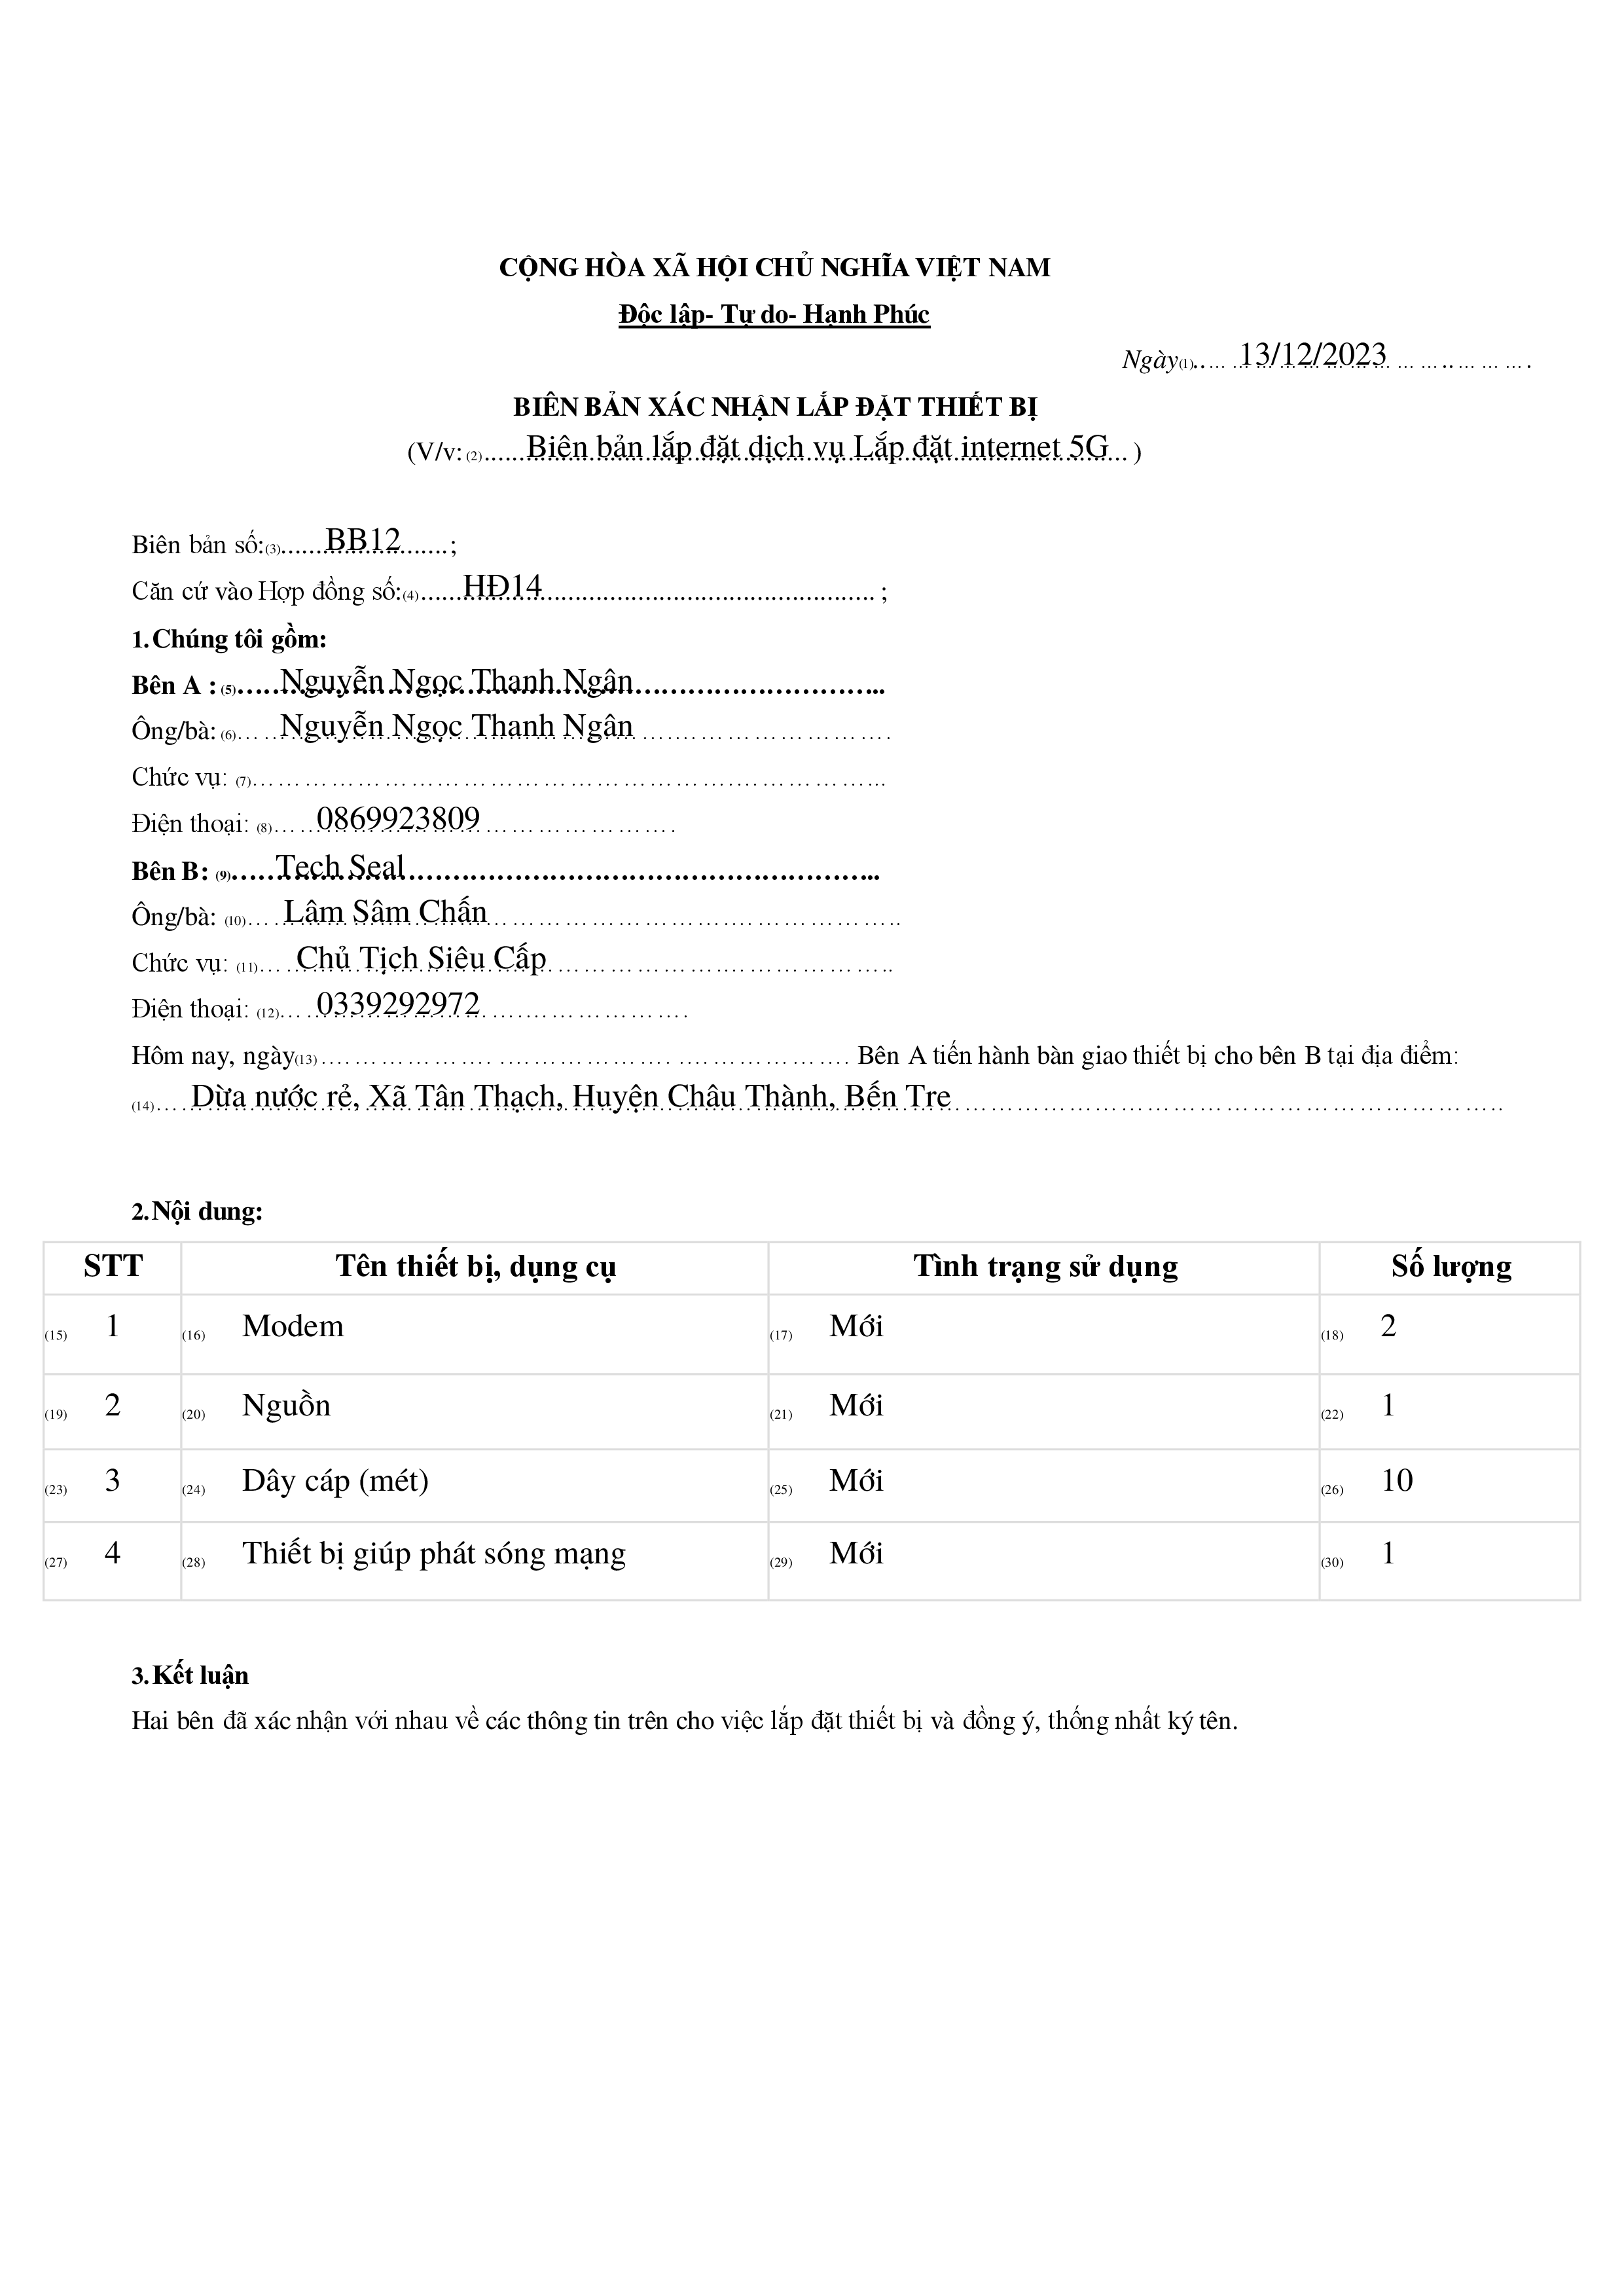 CỘNG HÒA XÃ HỘI CHỦ NGHĨA VIỆT NAM
Độc lập- Tự do- Hạnh Phúc
Ngày(1)..... 13/12/2023 ..............
BIÊN BẢN XÁC NHẬN LẮP ĐẶT THIẾT BỊ
(V/v: (2)...... Biên bản lắp đặt dịch vụ Lắp đặt internet 5G ... )
Biên bản số:(3)...... BB12 ......;
Căn cứ vào Hợp đồng số:(4)...... HĐ14 ............ ;
1. Chúng tôi gồm:
Bên A : (5)...... Nguyễn Ngọc Thanh Ngân ............
Ông/bà: (6)...... Nguyễn Ngọc Thanh Ngân ............
Chức vụ: (7)..............................
Điện thoại: (8)...... 0869923809 ............
Bên B: (9)...... Tech Seal ............
Ông/bà: (10)...... Lâm Sâm Chấn ............
Chức vụ: (11)...... Chủ Tịch Siêu Cấp ............
Điện thoại: (12)...... 0339292972 ............
Hôm nay, ngày(13).............................. Bên A tiến hành bàn giao thiết bị cho bên B tại địa điểm:
(14)...... Dừa nước rẻ, Xã Tân Thạch, Huyện Châu Thành, Bến Tre ............
2. Nội dung:
STT Tên thiết bị, dụng cụ Tình trạng sử dụng Số lượng
(15) 1 (16) Modem (17) Mới (18) 2
(19) 2 (20) Nguồn (21) Mới (22) 1
(23) 3 (24) Dây cáp (mét) (25) Mới (26) 10
(27) 4 (28) Thiết bị giúp phát sóng mạng (29) Mới (30) 1
3. Kết luận
Hai bên đã xác nhận với nhau về các thông tin trên cho việc lắp đặt thiết bị và đồng ý, thống nhất ký tên.